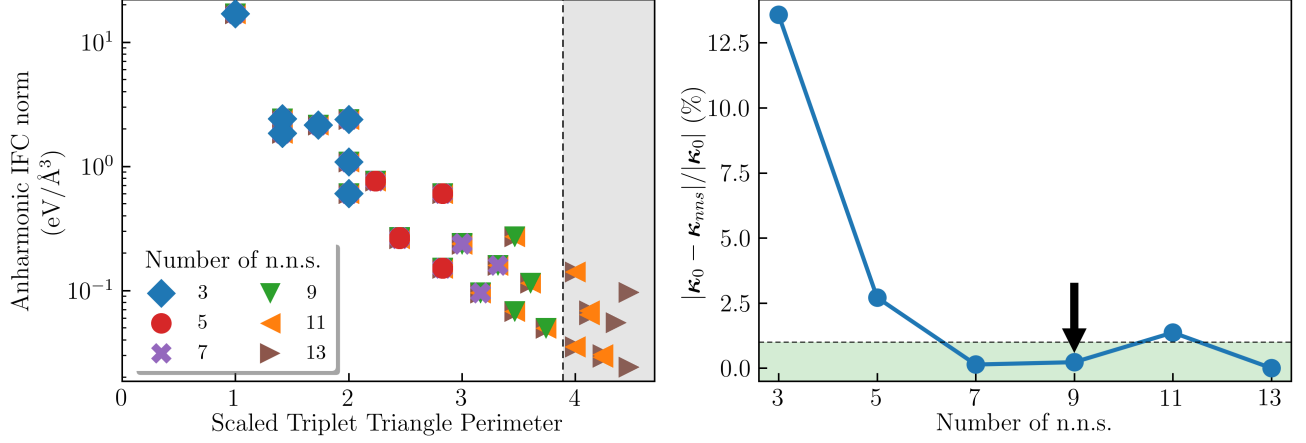 Anharmonic IFC norm
(eV/Å³)
10¹
10⁰
10⁻¹
Number of n.n.s.
3 9
5 11
7 13
0 1 2 3 4
Scaled Triplet Triangle Perimeter
|κ₀ − κₙₙₛ|/|κ₀| (%)
12.5
10.0
7.5
5.0
2.5
0.0
3 5 7 9 11 13
Number of n.n.s.